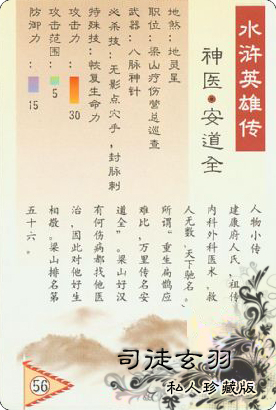 水浒英雄传
神医·安道全
地煞：地灵星
职位：梁山疗伤营总巡查
武器：八脉神针
必杀技：无影点穴手，封脉刺
特殊技：恢复生命力
攻击力：30
攻击范围：5
防御力：15
人物小传：
建康府人氏，祖传
内科外科医术，救
人无数，天下驰名。
所谓“重生扁鹊应
难比，万里传名安
道全”。梁山好汉
有何伤病都找他医
治，因此对他好生
相敬。梁山排名第
五十六。
56
司徒玄羽
私人珍藏版